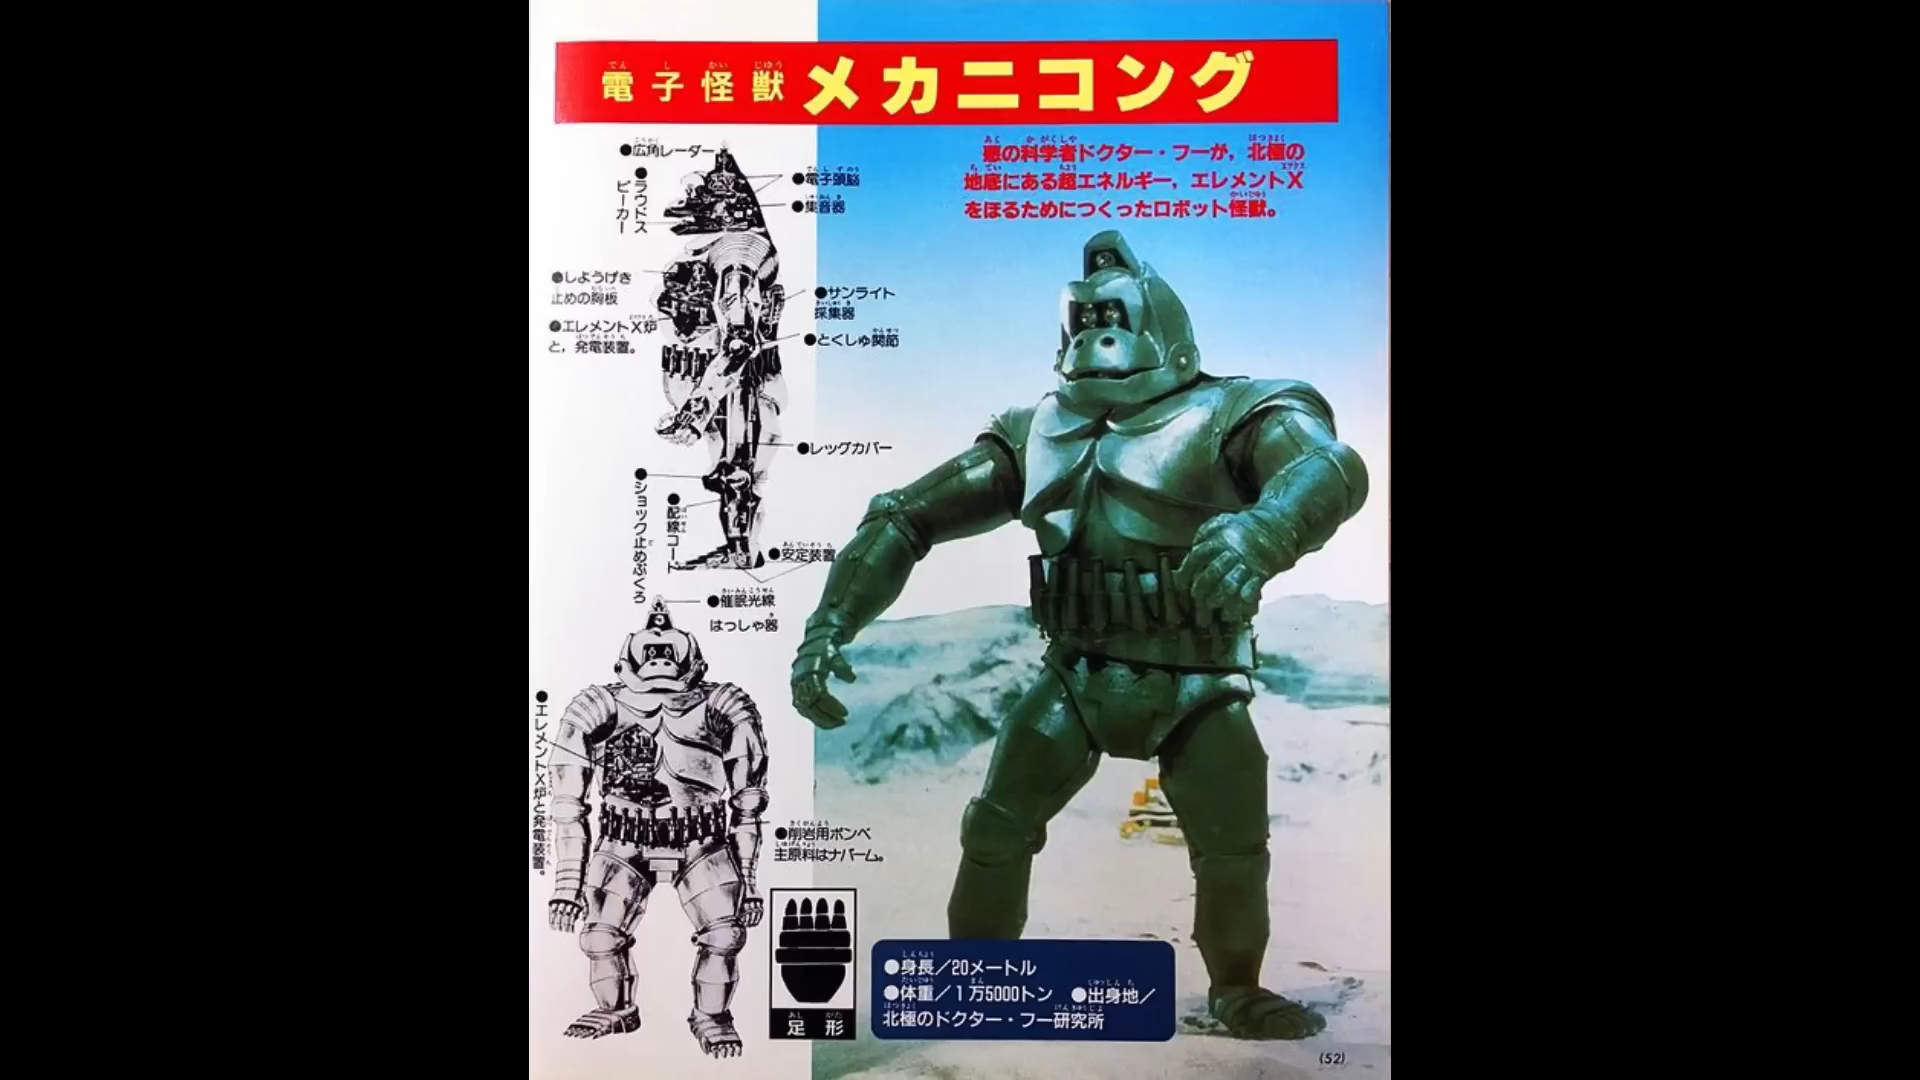 電子怪獣 メカニコング
悪の科学者ドクター・フーが，北極の
地底にある超エネルギー，エレメントX
をほるためにつくったロボット怪獣。
●広角レーダー
●電子頭脳
●集音器
●ラウドス
ピーカー
●しようげき
止めの胸板
●サンライト
採集器
●エレメントX炉
と，発電装置。
●とくしゅ関節
●レッグカバー
●ショック止めぶくろ
●配線コード
●安定装置
●催眠光線
はっしゃ器
●エレメントX炉と発電装置。
●削岩用ボンベ
主原料はナパーム。
足形
●身長／20メートル
●体重／1万5000トン ●出身地／
北極のドクター・フー研究所
(52)